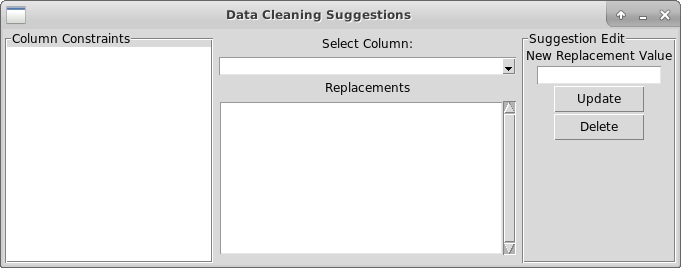 Data Cleaning Suggestions
Column Constraints
Select Column:
Replacements
Suggestion Edit
New Replacement Value
Update
Delete